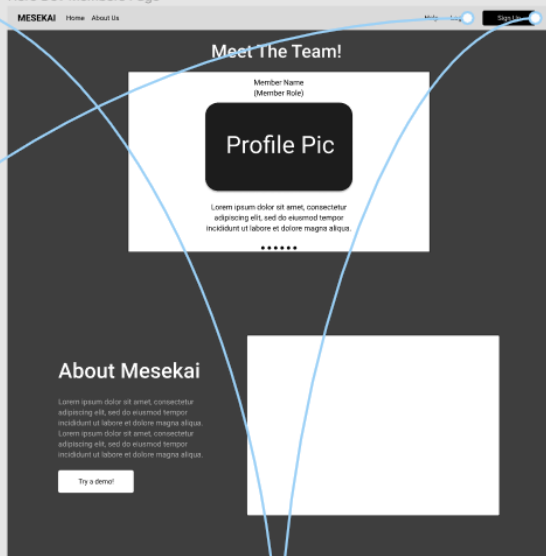 MESEKAI Home About Us Help Sign Up
Meet The Team!
Member Name
(Member Role)
Profile Pic
Lorem ipsum dolor sit amet, consectetur
adipiscing elit, sed do eiusmod tempor
incididunt ut labore et dolore magna aliqua.
About Mesekai
Lorem ipsum dolor sit amet, consectetur
adipiscing elit, sed do eiusmod tempor
incididunt ut labore et dolore magna aliqua.
Lorem ipsum dolor sit amet, consectetur
adipiscing elit, sed do eiusmod tempor
incididunt ut labore et dolore magna aliqua.
Try a demo!